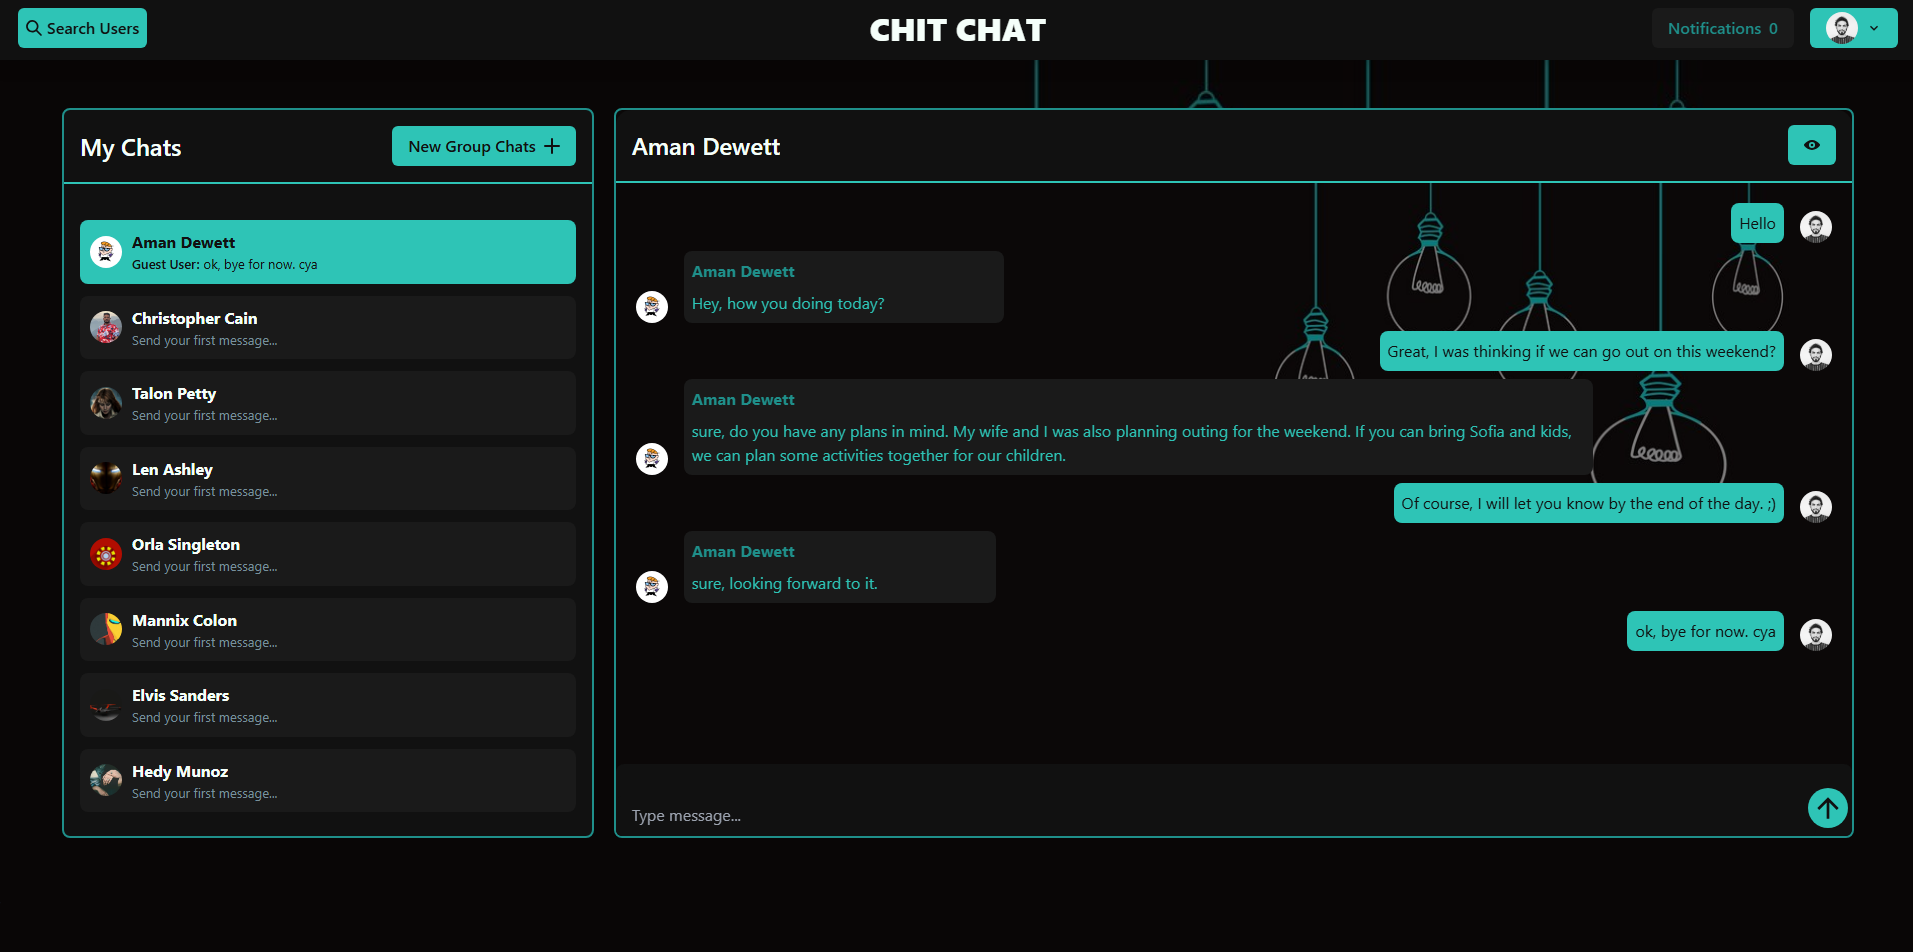 Search Users
CHIT CHAT
Notifications 0
My Chats
New Group Chats
Aman Dewett
Guest User: ok, bye for now. cya
Christopher Cain
Send your first message...
Talon Petty
Send your first message...
Len Ashley
Send your first message...
Orla Singleton
Send your first message...
Mannix Colon
Send your first message...
Elvis Sanders
Send your first message...
Hedy Munoz
Send your first message...
Aman Dewett
Hello
Aman Dewett
Hey, how you doing today?
Great, I was thinking if we can go out on this weekend?
Aman Dewett
sure, do you have any plans in mind. My wife and I was also planning outing for the weekend. If you can bring Sofia and kids,
we can plan some activities together for our children.
Of course, I will let you know by the end of the day. ;)
Aman Dewett
sure, looking forward to it.
ok, bye for now. cya
Type message...